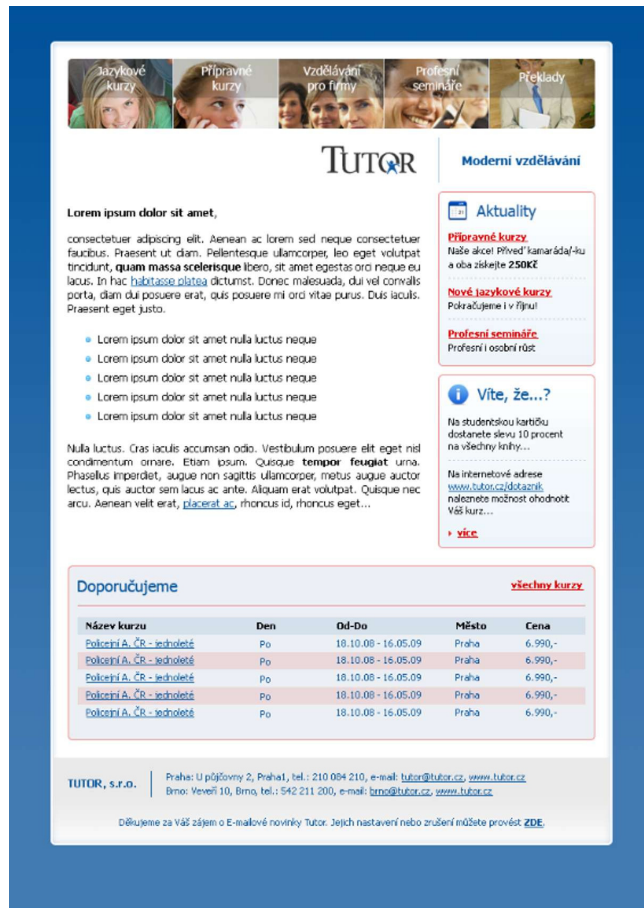 Jazykové
kurzy
Přípravné
kurzy
Vzdělávání
pro firmy
Profesní
semináře
Překlady
TUTOR
Moderní vzdělávání
Lorem ipsum dolor sit amet,
consectetuer adipiscing elit. Aenean ac lorem sed neque consectetuer
faucibus. Praesent ut diam. Pellentesque ullamcorper, leo eget volutpat
tincidunt, quam massa scelerisque libero, sit amet egestas orci neque eu
lacus. In hac habitasse platea dictumst. Donec malesuada, dui vel convalis
porta, diam dui posuere erat, quis posuere mi orci vitae purus. Duis iaculis.
Praesent eget justo.
Lorem ipsum dolor sit amet nulla luctus neque
Lorem ipsum dolor sit amet nulla luctus neque
Lorem ipsum dolor sit amet nulla luctus neque
Lorem ipsum dolor sit amet nulla luctus neque
Lorem ipsum dolor sit amet nulla luctus neque
Nulla luctus. Cras iaculis accumsan odio. Vestibulum posuere elit eget nisl
condimentum ornare. Etiam ipsum. Quisque tempor feugiat urna.
Phasellus imperdiet, augue non sagittis ullamcorper, metus augue auctor
lectus, quis auctor sem lacus ac ante. Aliquam erat volutpat. Quisque nec
arcu. Aenean velit erat, placerat ac, rhoncus id, rhoncus eget...
Aktuality
Přípravné kurzy
Naše akce! Přiveď kamaráda/-ku
a oba získejte 250Kč
Nové jazykové kurzy
Pokračujeme i v říjnu!
Profesní semináře
Profesní i osobní růst
Víte, že...?
Na studentskou kartičku
dostanete slevu 10 procent
na všechny knihy...
Na internetové adrese
www.tutor.cz/dotaznik
naleznete možnost ohodnotit
Váš kurz...
více
Doporučujeme
všechny kurzy
Název kurzu Den Od-Do Město Cena
Policejní A. ČR - jednoleté Po 18.10.08 - 16.05.09 Praha 6.990,-
Policejní A. ČR - jednoleté Po 18.10.08 - 16.05.09 Praha 6.990,-
Policejní A. ČR - jednoleté Po 18.10.08 - 16.05.09 Praha 6.990,-
Policejní A. ČR - jednoleté Po 18.10.08 - 16.05.09 Praha 6.990,-
Policejní A. ČR - jednoleté Po 18.10.08 - 16.05.09 Praha 6.990,-
TUTOR, s.r.o.
Praha: U půjčovny 2, Praha1, tel.: 210 084 210, e-mail: tutor@tutor.cz, www.tutor.cz
Brno: Veveří 10, Brno, tel.: 542 211 200, e-mail: brno@tutor.cz, www.tutor.cz
Děkujeme za Váš zájem o E-mailové novinky Tutor. Jejich nastavení nebo zrušení můžete provést ZDE.